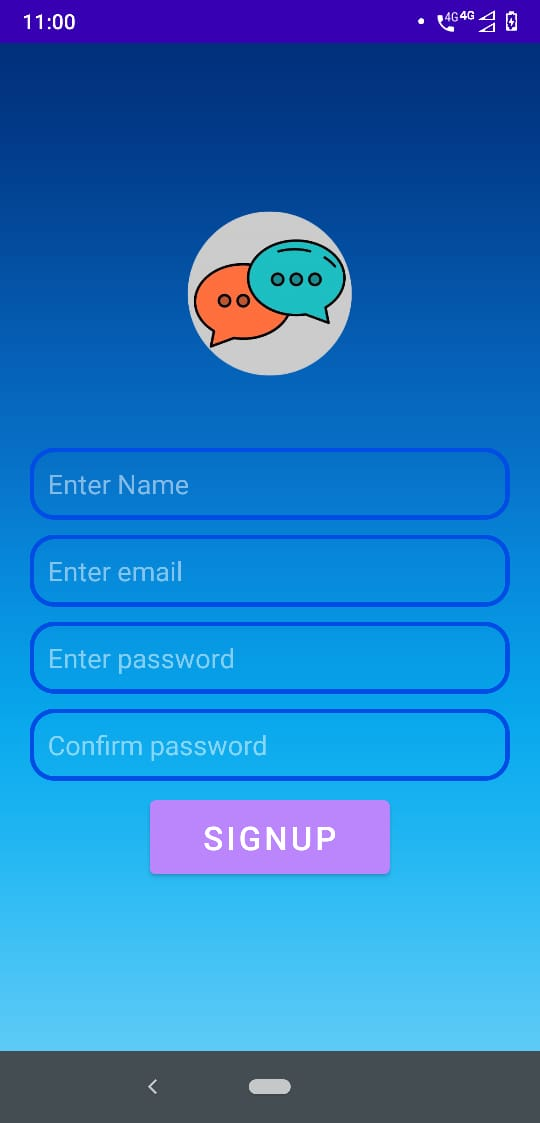 11:00
4G 4G
Enter Name
Enter email
Enter password
Confirm password
SIGNUP